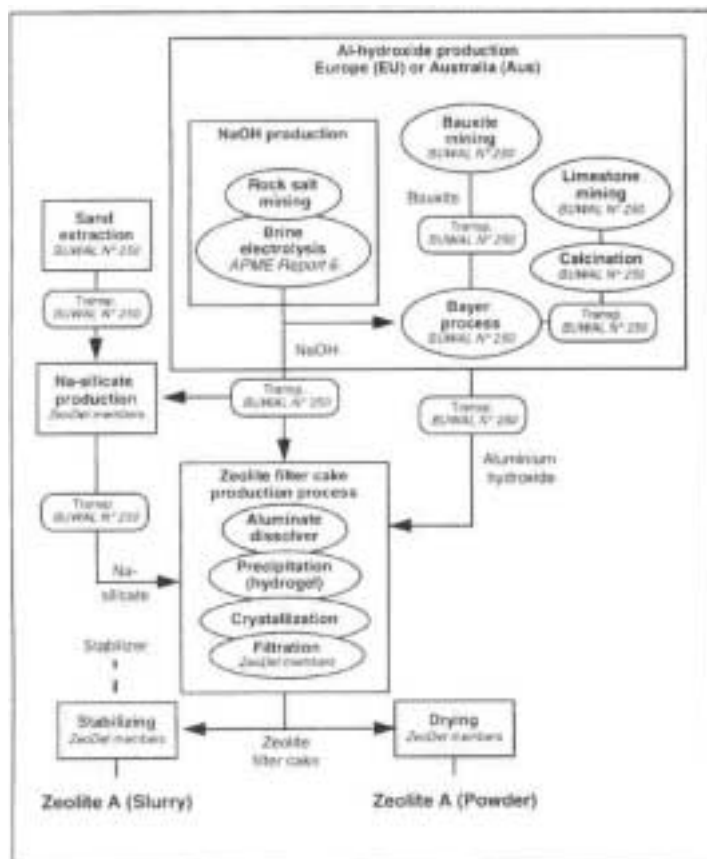 Al-hydroxide production
Europe (EU) or Australia (Aus)
NaOH production
Rock salt
mining
Brine
electrolysis
APME Report 6
Bauxite
mining
BUWAL N° 250
Bauxite
Transp.
BUWAL N° 250
Limestone
mining
BUWAL N° 250
Calcination
BUWAL N° 250
Transp.
BUWAL N° 250
Bayer
process
BUWAL N° 250
Sand
extraction
BUWAL N° 250
Transp.
BUWAL N° 250
NaOH
Na-silicate
production
ZeoDet members
Transp.
BUWAL N° 250
Transp.
BUWAL N° 250
Aluminium
hydroxide
Transp.
BUWAL N° 250
Na-
silicate
Zeolite filter cake
production process
Aluminate
dissolver
Precipitation
(hydrogel)
Crystallization
Filtration
ZeoDet members
Stabilizer
Stabilizing
ZeoDet members
Zeolite
filter cake
Drying
ZeoDet members
Zeolite A (Slurry)
Zeolite A (Powder)